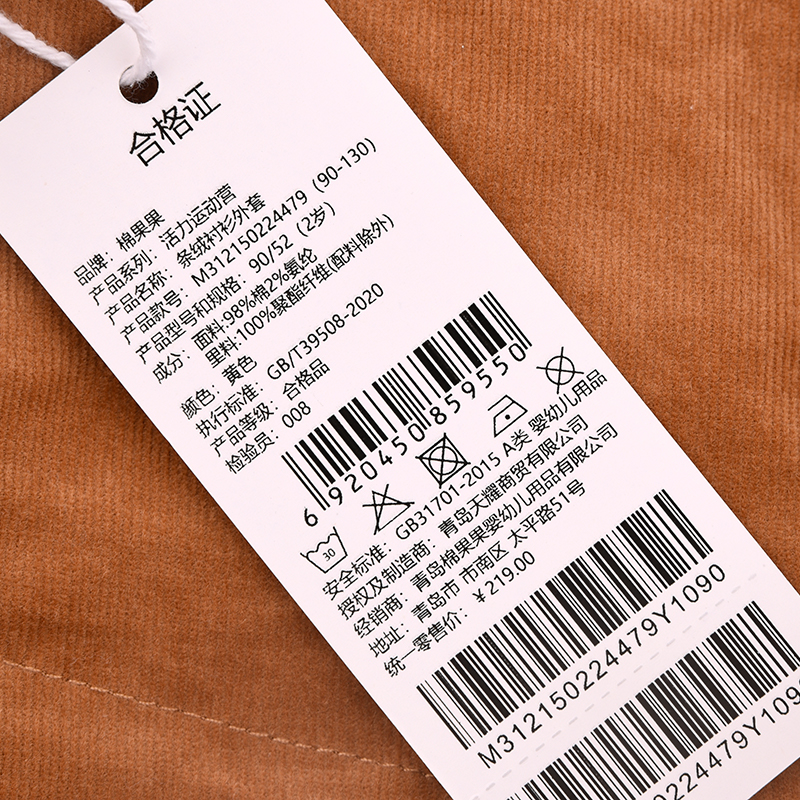 合格证
品牌：棉果果
产品系列：活力运动营
产品名称：条绒衬衫外套
产品款号：M312150224479（90-130）
产品型号和规格：90/52（2岁）
成分：面料:98%棉2%氨纶
里料:100%聚酯纤维(配料除外)
颜色：黄色
执行标准：GB/T39508-2020
产品等级：合格品
检验员：008
6 920450 859550
30
安全标准：GB31701-2015 A类 婴幼儿用品
授权及制造商：青岛天耀商贸有限公司
经销商：青岛棉果果婴幼儿用品有限公司
地址：青岛市 市南区 太平路51号
统一零售价：￥219.00
M312150224479Y1090
0224479Y109